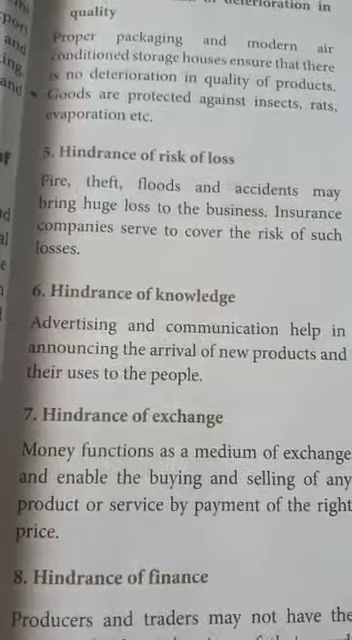 deterioration in
quality
Proper packaging and modern air
conditioned storage houses ensure that there
is no deterioration in quality of products.
Goods are protected against insects, rats,
evaporation etc.
5. Hindrance of risk of loss
Fire, theft, floods and accidents may
bring huge loss to the business. Insurance
companies serve to cover the risk of such
losses.
6. Hindrance of knowledge
Advertising and communication help in
announcing the arrival of new products and
their uses to the people.
7. Hindrance of exchange
Money functions as a medium of exchange
and enable the buying and selling of any
product or service by payment of the right
price.
8. Hindrance of finance
Producers and traders may not have the